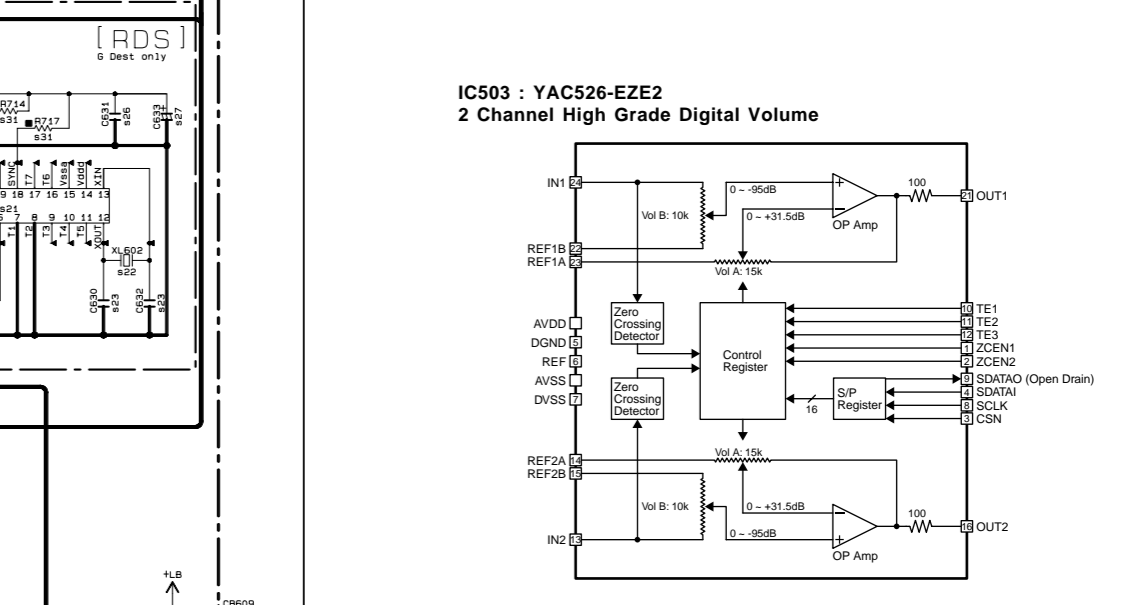 [RDS]
G Dest only
R714
s31
R717
s31
C631
s26
C633
s27
SYNC
T7
T6
Vssa
Vddd
XIN
9 18 17 16 15 14 13
s21
7 8 9 10 11 12
T1
T2
T3
T4
T5
XOUT
XL602
s22
C630
s23
C632
s23
+LB
CB609
IC503 : YAC526-EZE2
2 Channel High Grade Digital Volume
IN1 24
0 ~ -95dB
100
21 OUT1
Vol B: 10k
0 ~ +31.5dB
OP Amp
REF1B 22
REF1A 23
Vol A: 15k
Zero
Crossing
Detector
10 TE1
11 TE2
12 TE3
1 ZCEN1
2 ZCEN2
AVDD
DGND 5
REF 6
AVSS
DVSS 7
Control
Register
Zero
Crossing
Detector
16
S/P
Register
9 SDATAO (Open Drain)
4 SDATAI
8 SCLK
3 CSN
REF2A 14
REF2B 15
Vol A: 15k
Vol B: 10k
0 ~ +31.5dB
100
16 OUT2
0 ~ -95dB
OP Amp
IN2 13